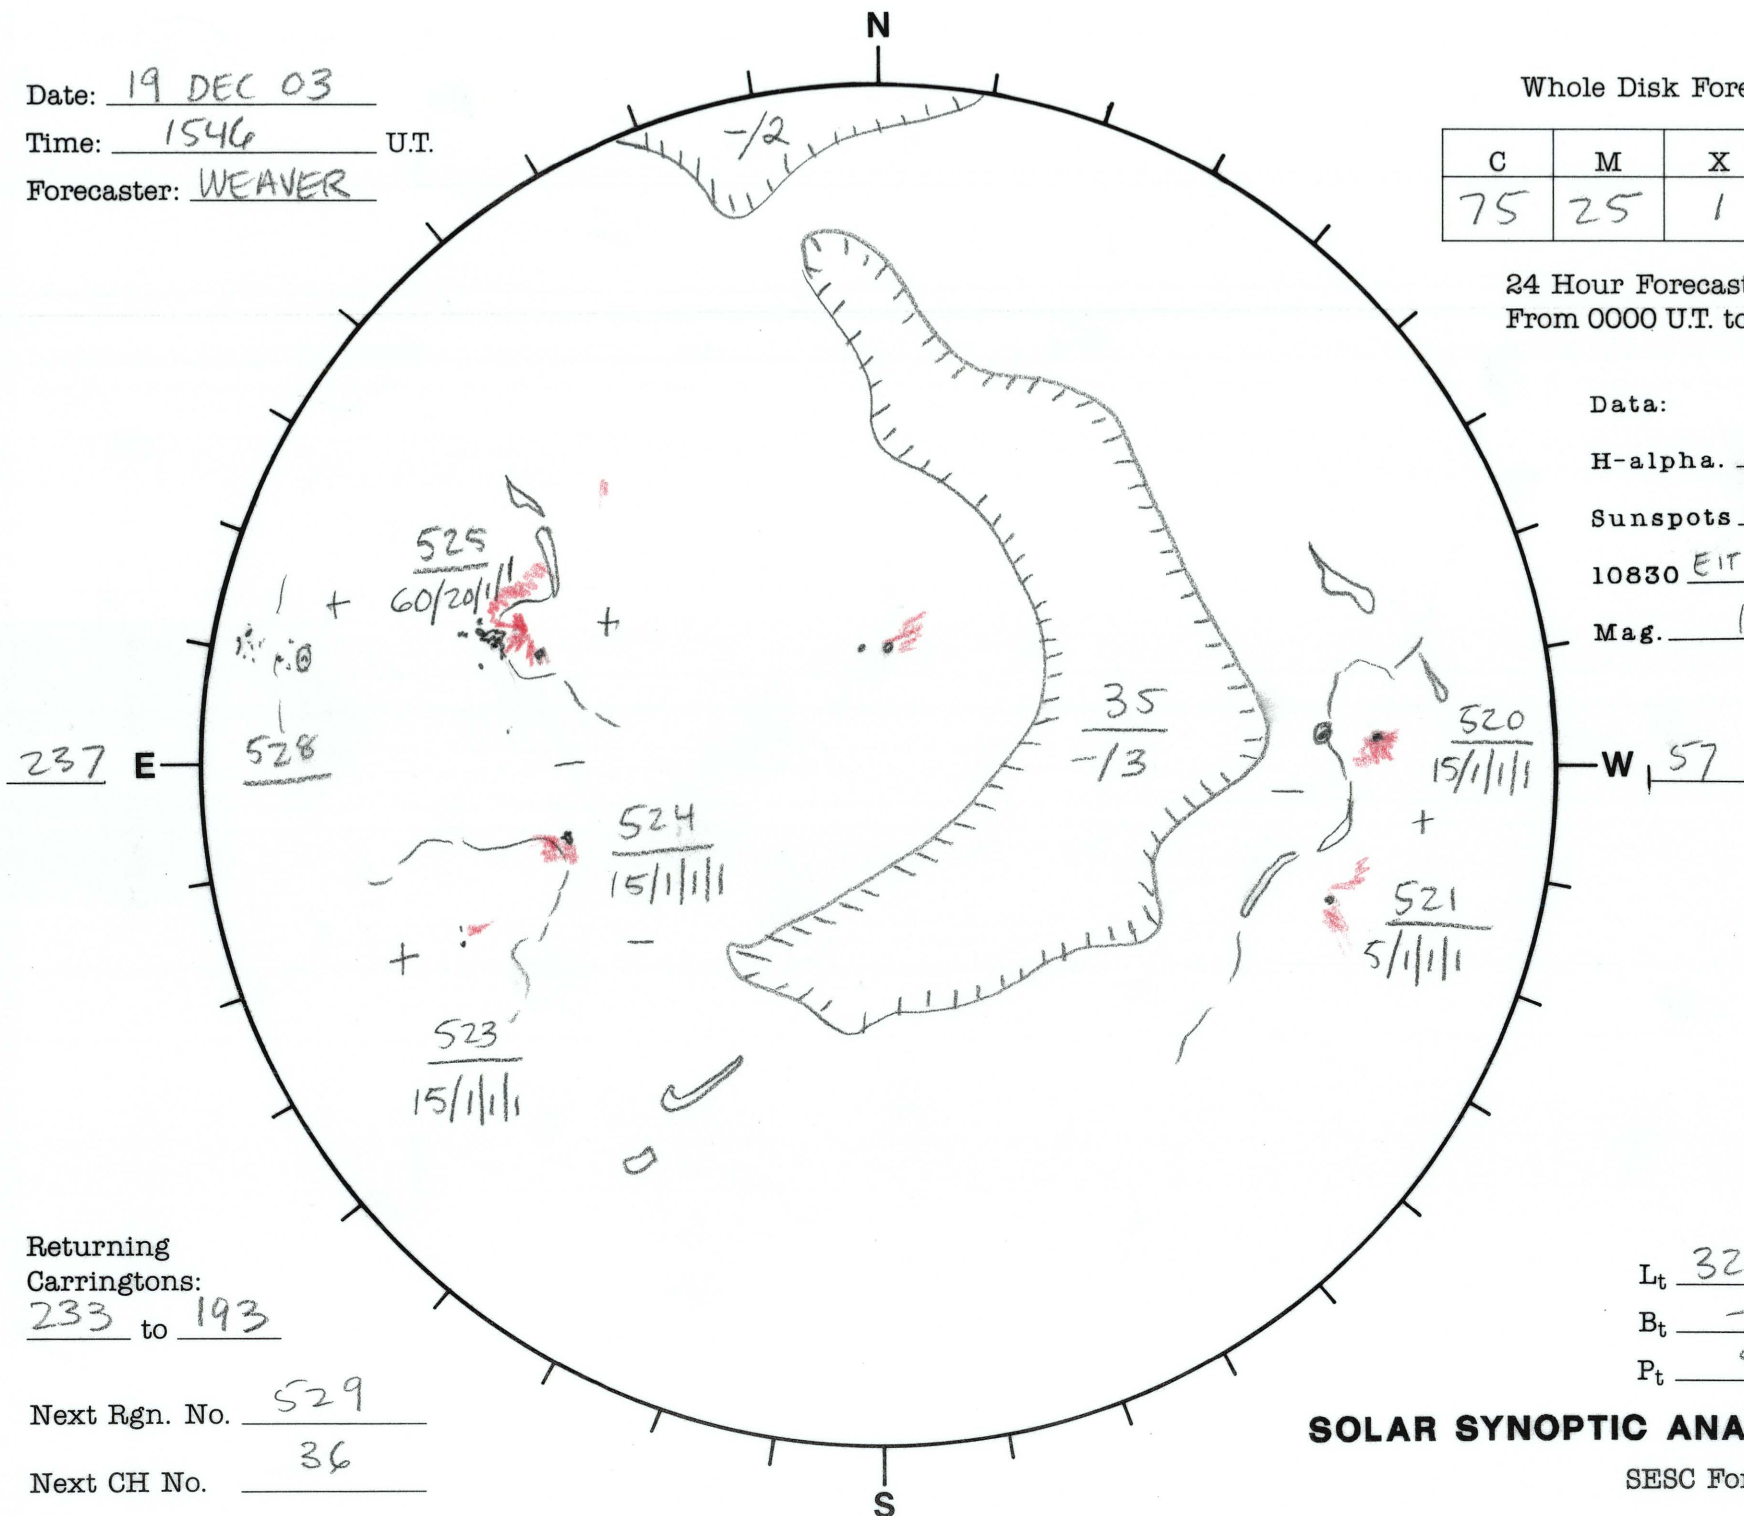 N
Date: 19 DEC 03
Time: 1546 U.T.
Forecaster: WEAVER
Whole Disk Fore
C M X
75 25 1
24 Hour Forecast
From 0000 U.T. to
Data:
H-alpha.
Sunspots
10830 EIT
Mag.
-/2
525
60/20/1/1
+
+
528
237 E
W 57
35
-/3
520
15/1/1/1
-
-
+
524
15/1/1/1
521
5/1/1/1
+
-
523
15/1/1/1
Returning
Carringtons:
233 to 193
Next Rgn. No. 529
Next CH No. 36
Lt 32
Bt -
Pt
SOLAR SYNOPTIC ANA
SESC For
S